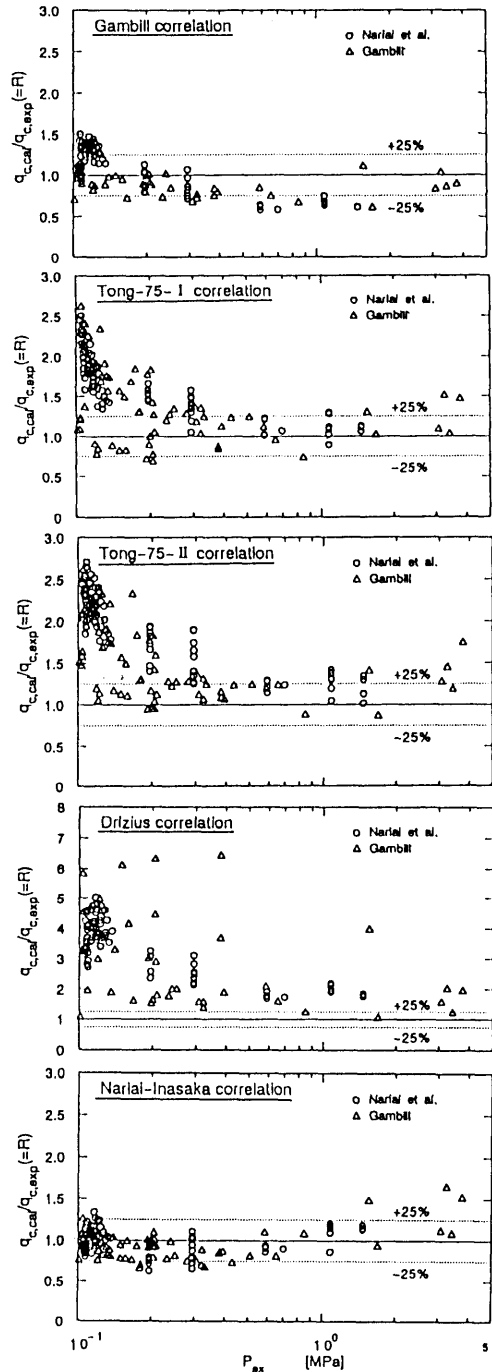 Gambill correlation
○ Nariai et al.
△ Gambill
3.0
2.5
2.0
1.5
1.0
0.5
0
q_c,cal/q_c,exp(=R)
+25%
-25%
Tong-75-I correlation
○ Nariai et al.
△ Gambill
3.0
2.5
2.0
1.5
1.0
0.5
0
q_c,cal/q_c,exp(=R)
+25%
-25%
Tong-75-II correlation
○ Nariai et al.
△ Gambill
3.0
2.5
2.0
1.5
1.0
0.5
0
q_c,cal/q_c,exp(=R)
+25%
-25%
Drizius correlation
○ Nariai et al.
△ Gambill
8
7
6
5
4
3
2
1
0
q_c,cal/q_c,exp(=R)
+25%
-25%
Nariai-Inasaka correlation
○ Nariai et al.
△ Gambill
3.0
2.5
2.0
1.5
1.0
0.5
0.0
q_c,cal/q_c,exp(=R)
+25%
-25%
10⁻¹
10⁰
5
P_ex [MPa]